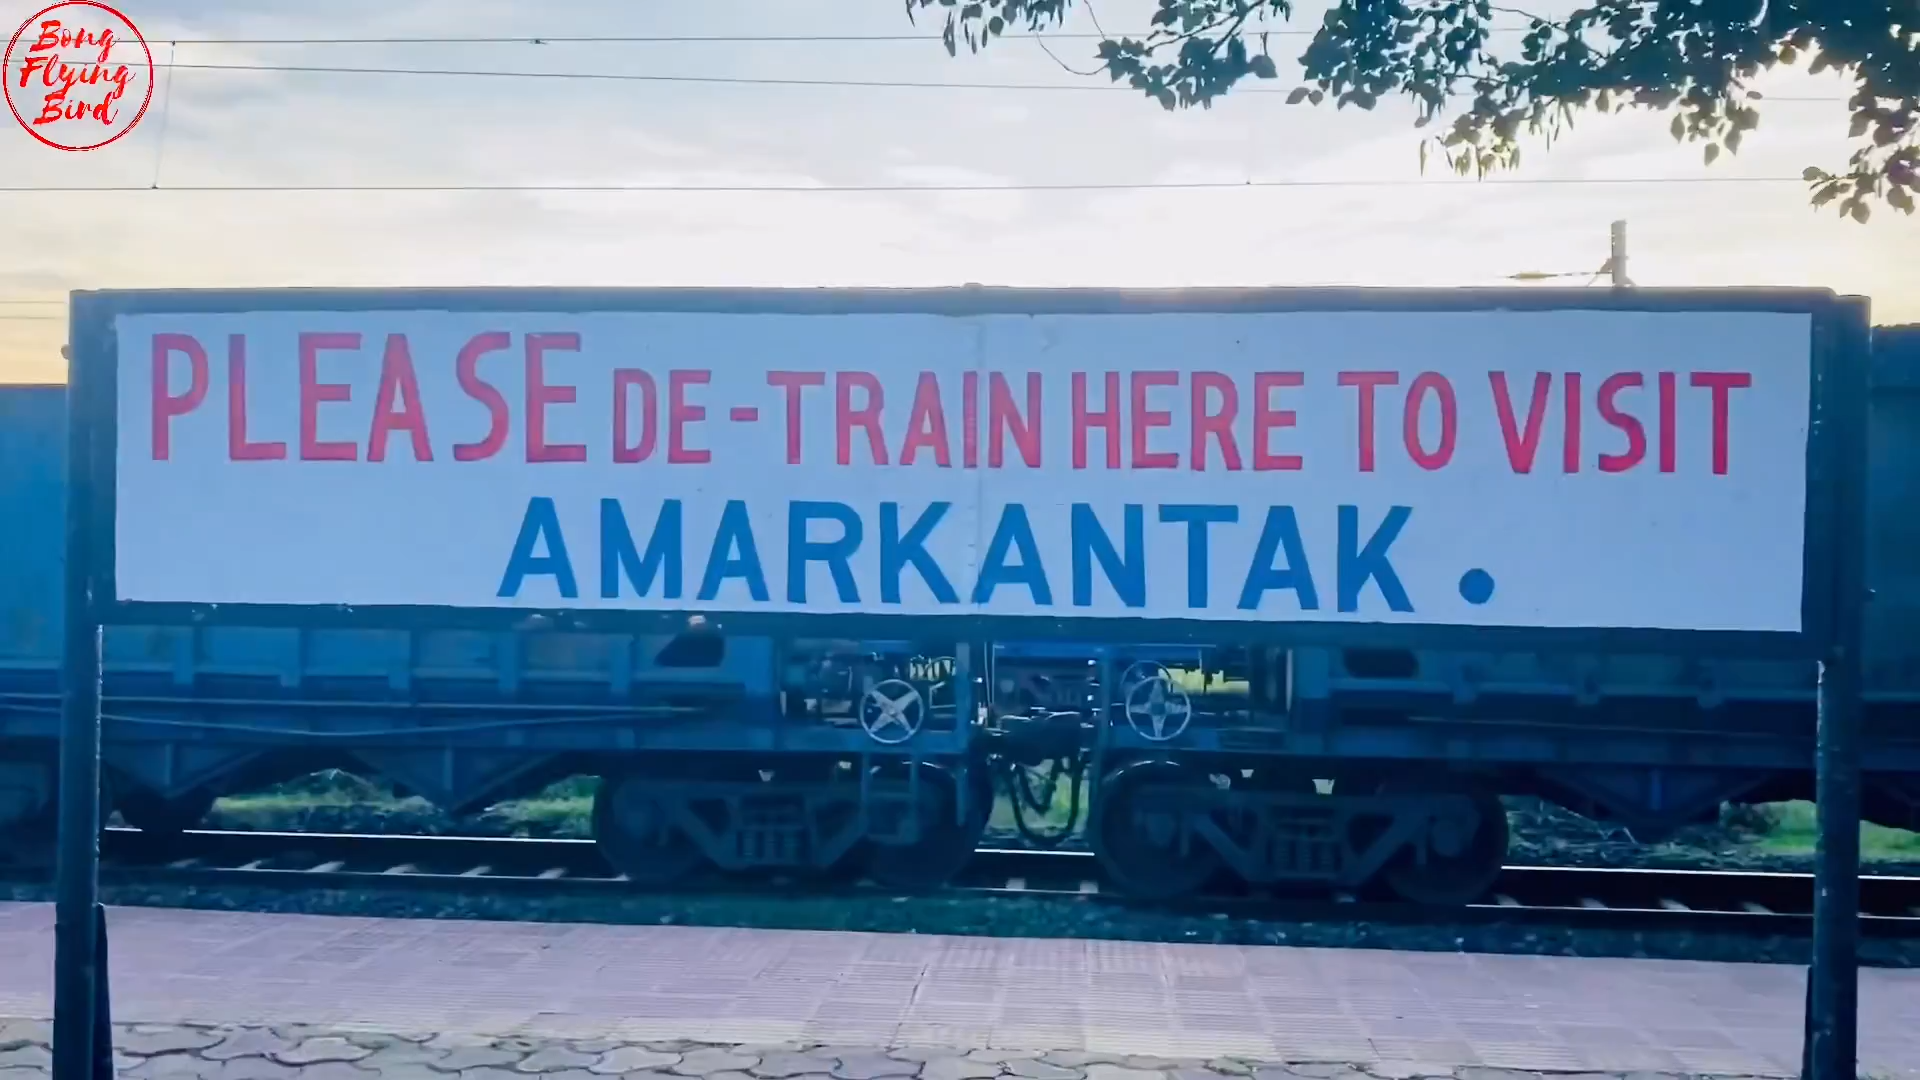 Bong
Flying
Bird
PLEASE DE-TRAIN HERE TO VISIT
AMARKANTAK.